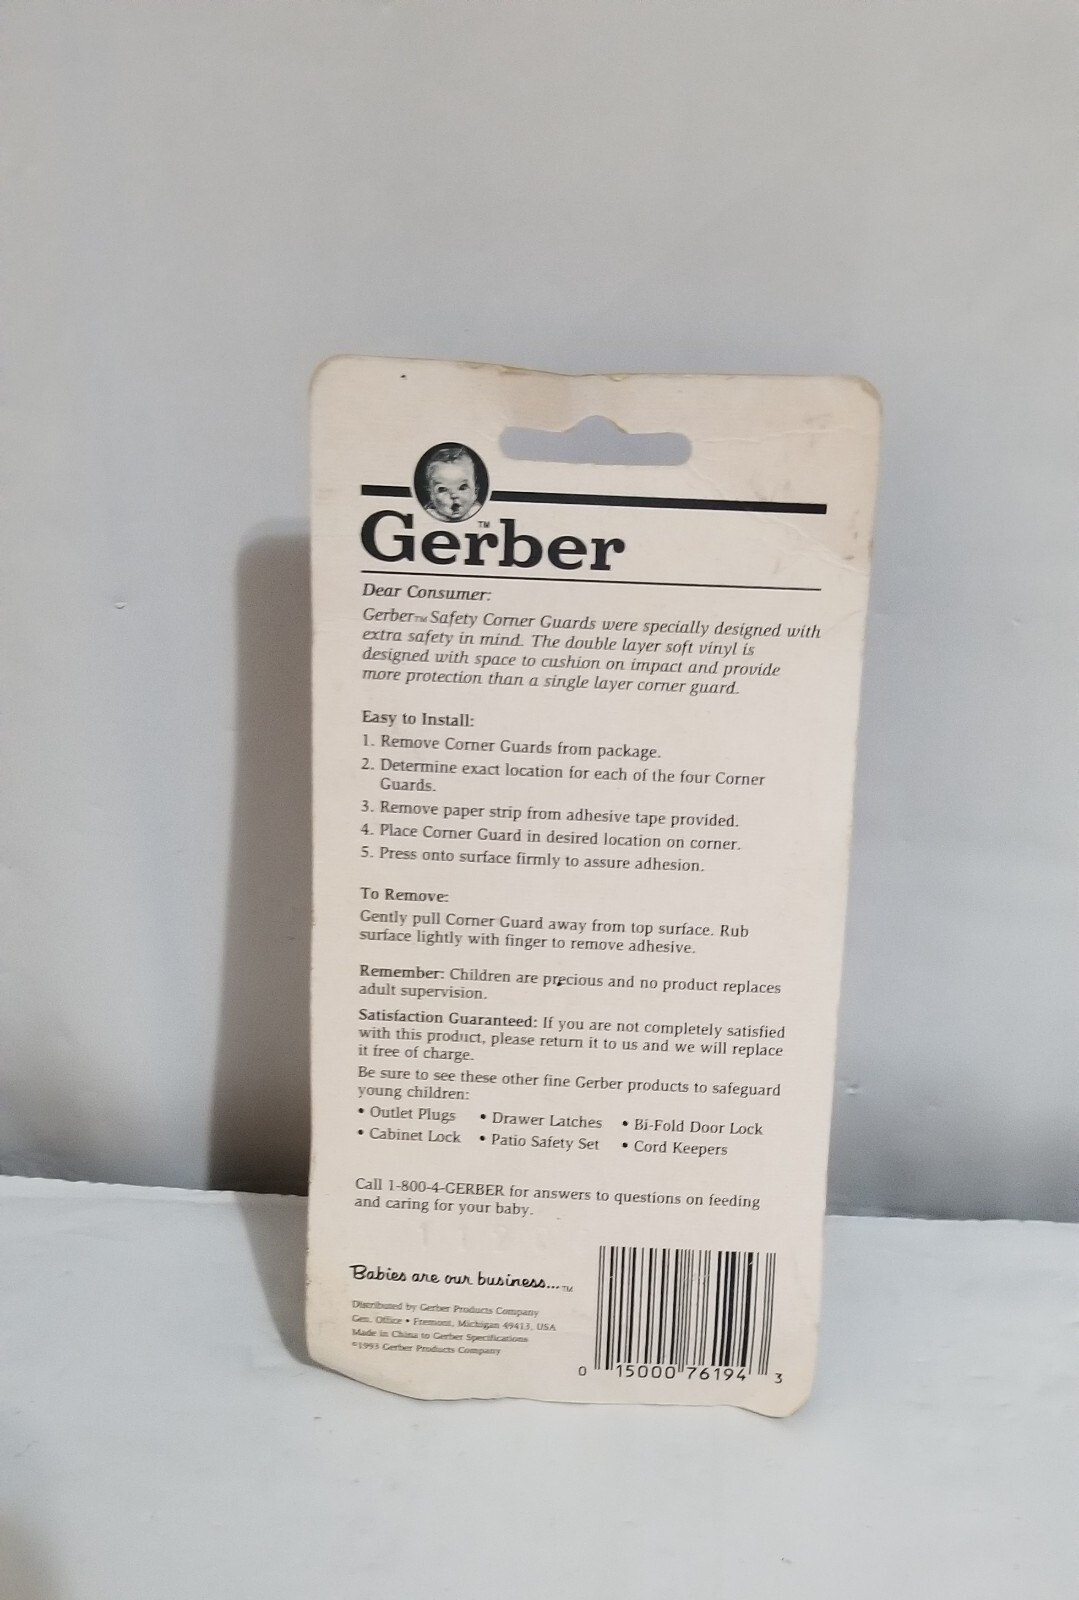 Gerber™
Dear Consumer:
Gerber™ Safety Corner Guards were specially designed with
extra safety in mind. The double layer soft vinyl is
designed with space to cushion on impact and provide
more protection than a single layer corner guard.
Easy to Install:
1. Remove Corner Guards from package.
2. Determine exact location for each of the four Corner
Guards.
3. Remove paper strip from adhesive tape provided.
4. Place Corner Guard in desired location on corner.
5. Press onto surface firmly to assure adhesion.
To Remove:
Gently pull Corner Guard away from top surface. Rub
surface lightly with finger to remove adhesive.
Remember: Children are precious and no product replaces
adult supervision.
Satisfaction Guaranteed: If you are not completely satisfied
with this product, please return it to us and we will replace
it free of charge.
Be sure to see these other fine Gerber products to safeguard
young children:
• Outlet Plugs • Drawer Latches • Bi-Fold Door Lock
• Cabinet Lock • Patio Safety Set • Cord Keepers
Call 1-800-4-GERBER for answers to questions on feeding
and caring for your baby.
Babies are our business...™
Distributed by Gerber Products Company
Gen. Office • Fremont, Michigan 49413, USA
Made in China to Gerber Specifications
©1993 Gerber Products Company
0 15000 76194 3